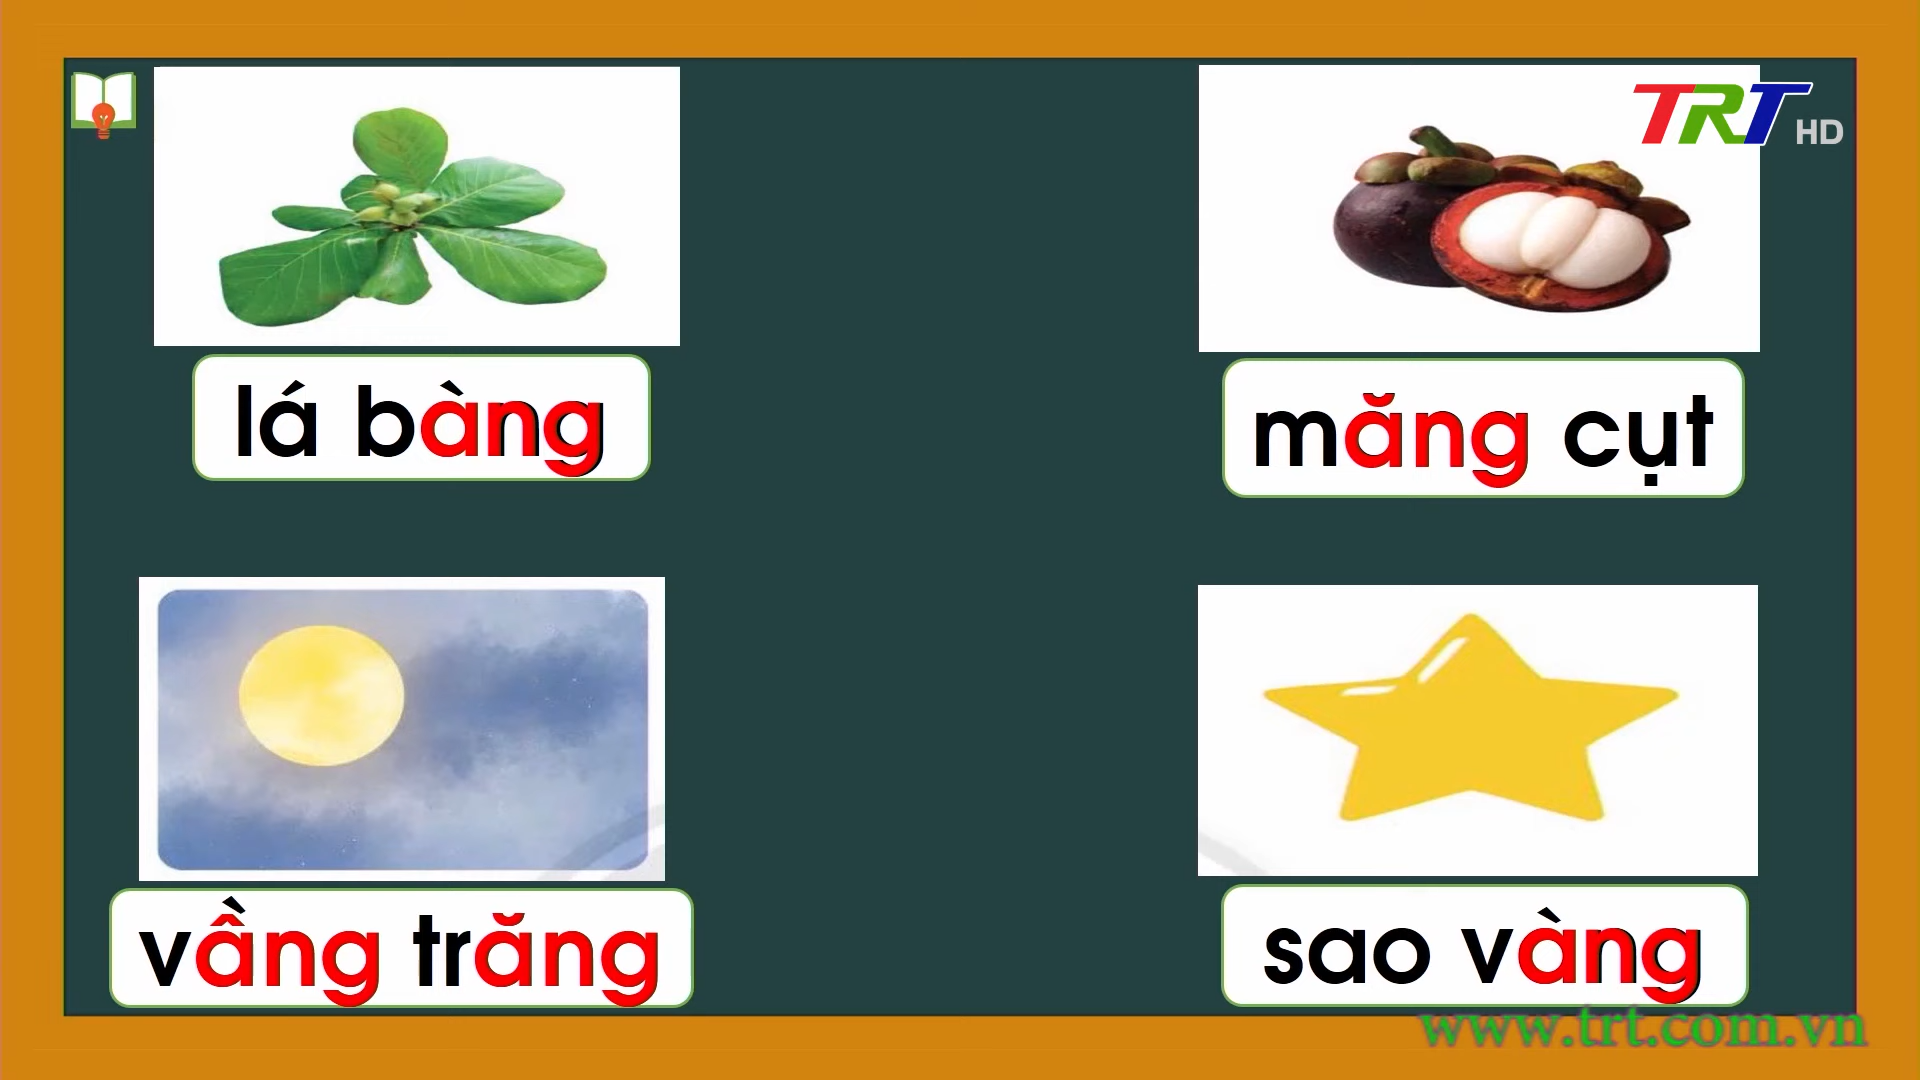 TRT HD
lá bàng
măng cụt
vầng trăng
sao vàng
www.trt.com.vn